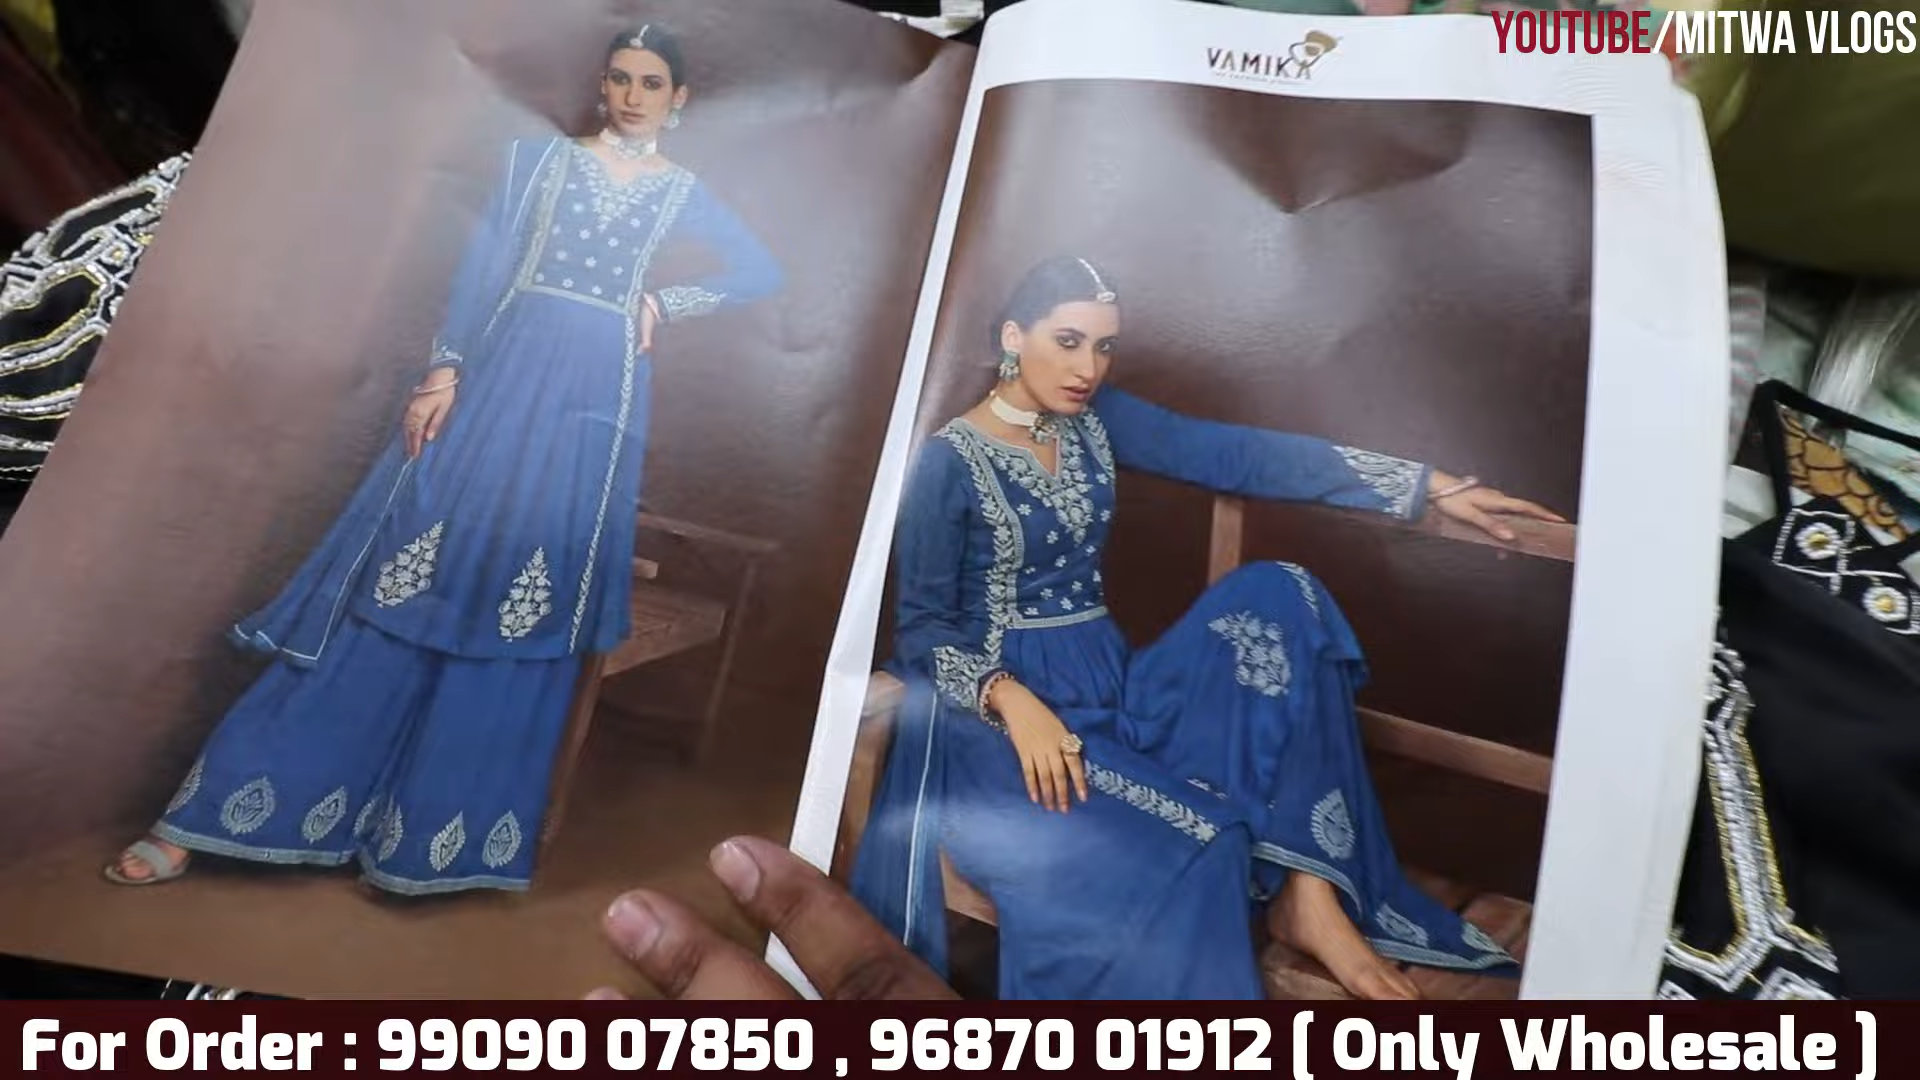 YOUTUBE/MITWA VLOGS
VAMIKA
For Order : 99090 07850 , 96870 01912 ( Only Wholesale )